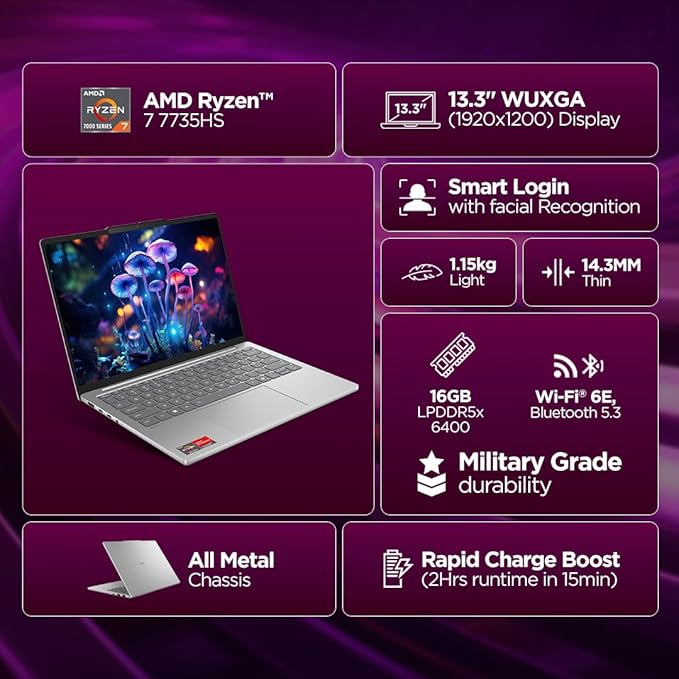 AMD
RYZEN
7000 SERIES 7
AMD Ryzen™
7 7735HS
13.3"
13.3" WUXGA
(1920x1200) Display
Smart Login
with facial Recognition
1.15kg
Light
14.3MM
Thin
16GB
LPDDR5x
6400
Wi-Fi® 6E,
Bluetooth 5.3
Military Grade
durability
All Metal
Chassis
Rapid Charge Boost
(2Hrs runtime in 15min)